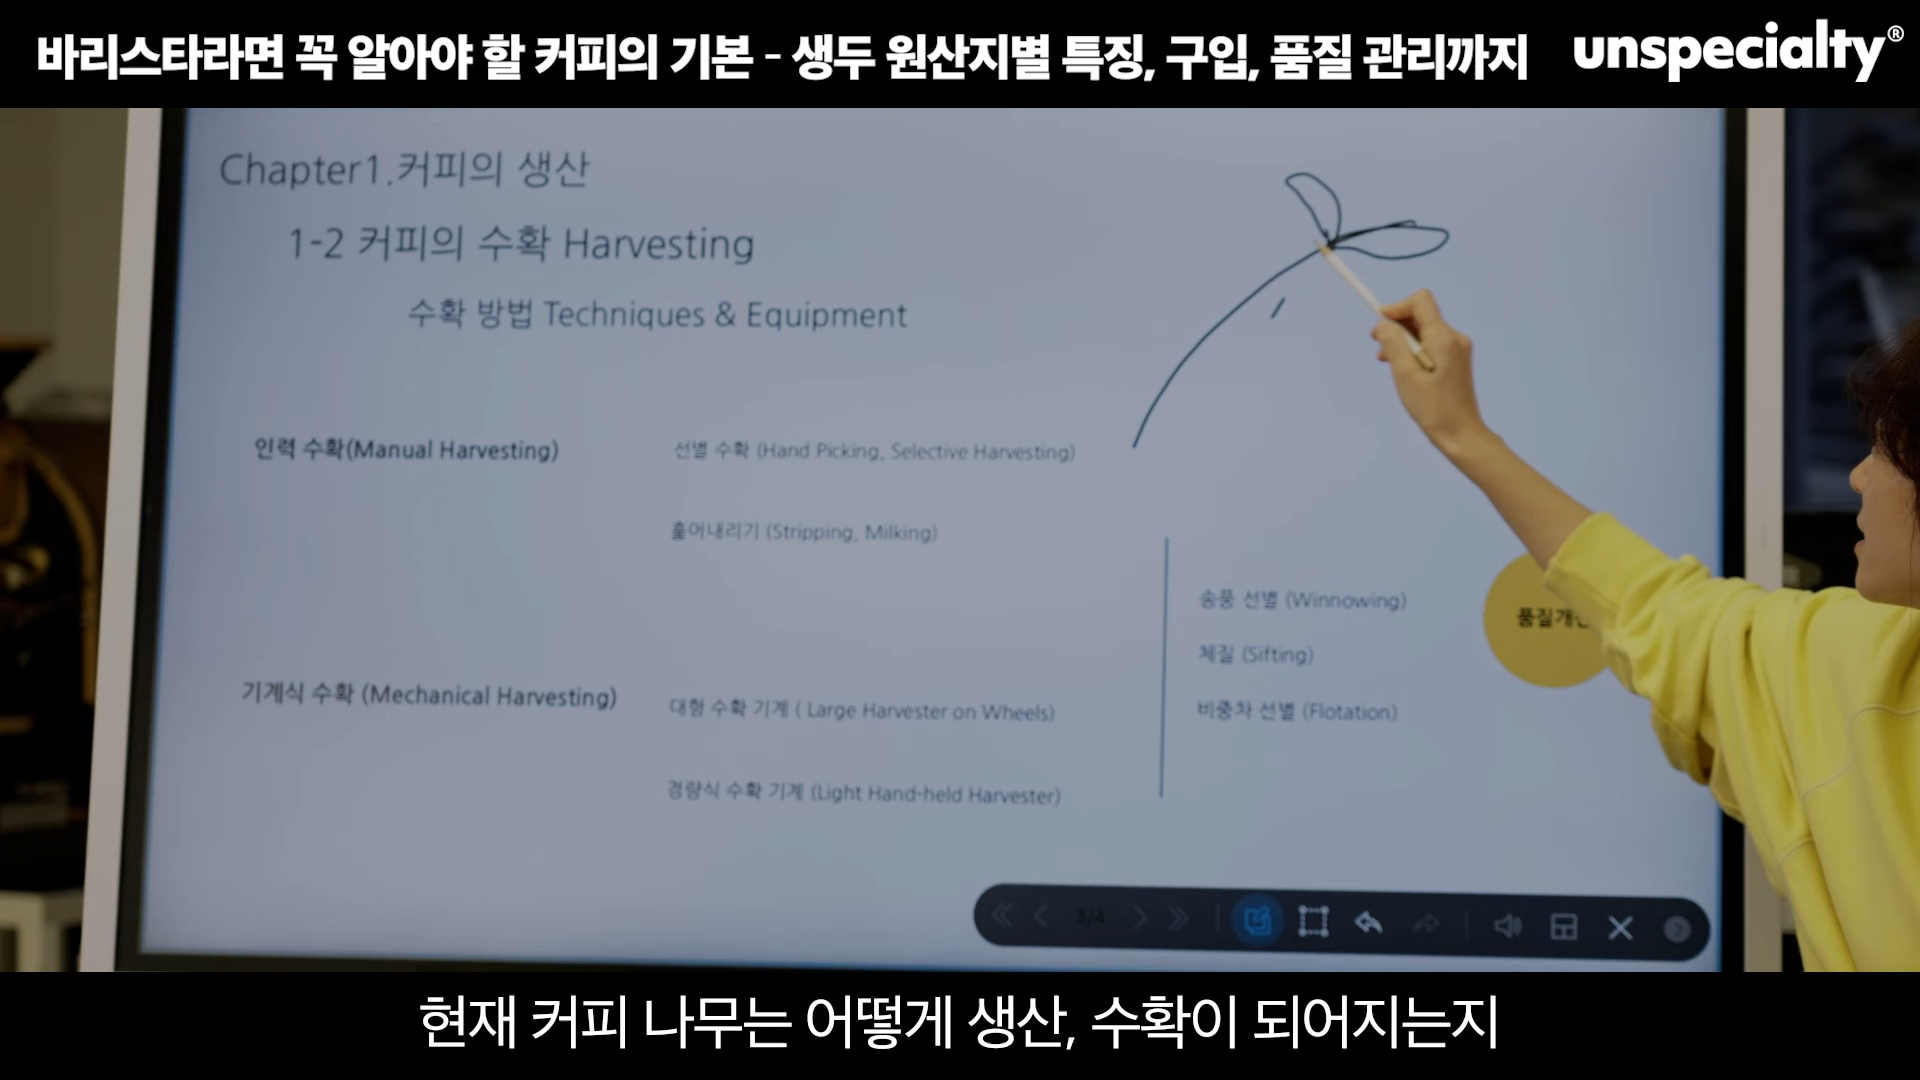 바리스타라면 꼭 알아야 할 커피의 기본 - 생두 원산지별 특징, 구입, 품질 관리까지
unspecialty®
Chapter1.커피의 생산
1-2 커피의 수확 Harvesting
수확 방법 Techniques & Equipment
인력 수확(Manual Harvesting)
선별 수확 (Hand Picking, Selective Harvesting)
훑어내리기 (Stripping, Milking)
송풍 선별 (Winnowing)
체질 (Sifting)
비중차 선별 (Flotation)
품질개
기계식 수확 (Mechanical Harvesting)
대형 수확 기계 ( Large Harvester on Wheels)
경량식 수확 기계 (Light Hand-held Harvester)
3/4
현재 커피 나무는 어떻게 생산, 수확이 되어지는지